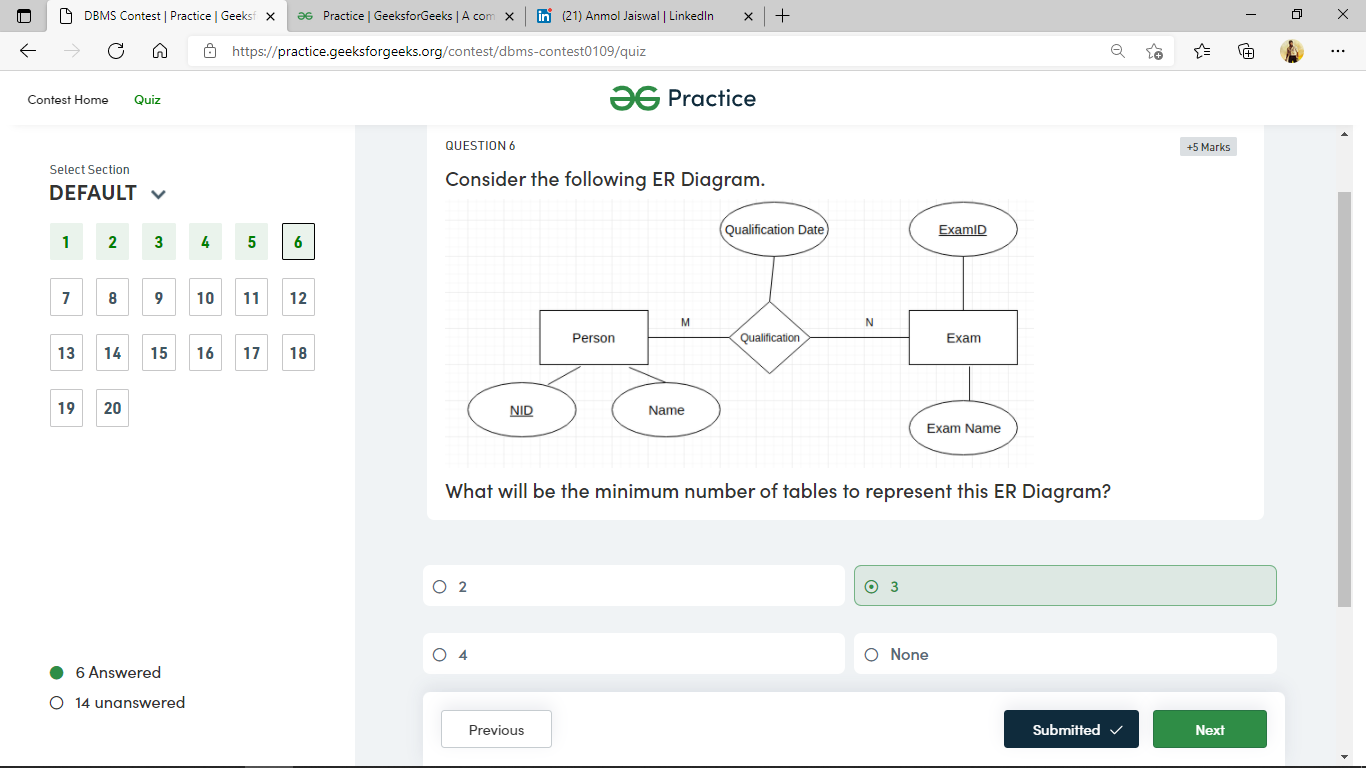 DBMS Contest | Practice | Geeksf
Practice | GeeksforGeeks | A com
(21) Anmol Jaiswal | LinkedIn
https://practice.geeksforgeeks.org/contest/dbms-contest0109/quiz
Contest Home Quiz
Practice
Select Section
DEFAULT
1 2 3 4 5 6
7 8 9 10 11 12
13 14 15 16 17 18
19 20
6 Answered
14 unanswered
QUESTION 6
+5 Marks
Consider the following ER Diagram.
Qualification Date
ExamID
M
N
Person
Qualification
Exam
NID
Name
Exam Name
What will be the minimum number of tables to represent this ER Diagram?
2
3
4
None
Previous
Submitted
Next